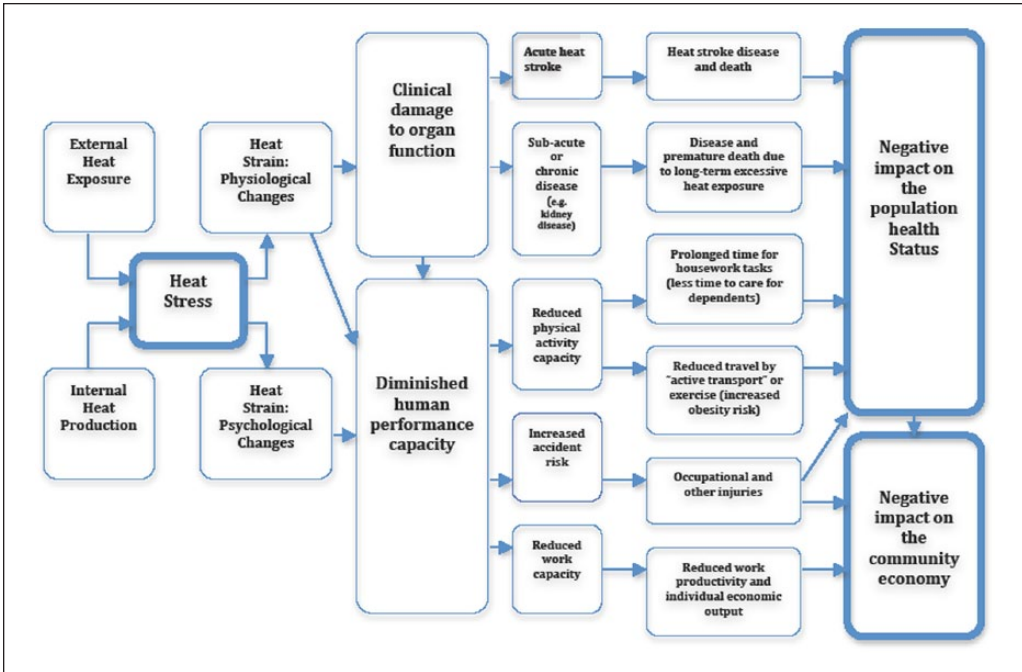 External
Heat
Exposure
Internal
Heat
Production
Heat
Stress
Heat
Strain:
Physiological
Changes
Heat
Strain:
Psychological
Changes
Clinical
damage
to organ
function
Diminished
human
performance
capacity
Acute heat
stroke
Sub-acute
or
chronic
disease
(e.g.
kidney
disease)
Reduced
physical
activity
capacity
Increased
accident
risk
Reduced
work
capacity
Heat stroke disease
and death
Disease and
premature death due
to long-term excessive
heat exposure
Prolonged time for
housework tasks
(less time to care for
dependents)
Reduced travel by
"active transport" or
exercise (increased
obesity risk)
Occupational and
other injuries
Reduced work
productivity and
individual economic
output
Negative
impact on
the
population
health
Status
Negative
impact on
the
community
economy